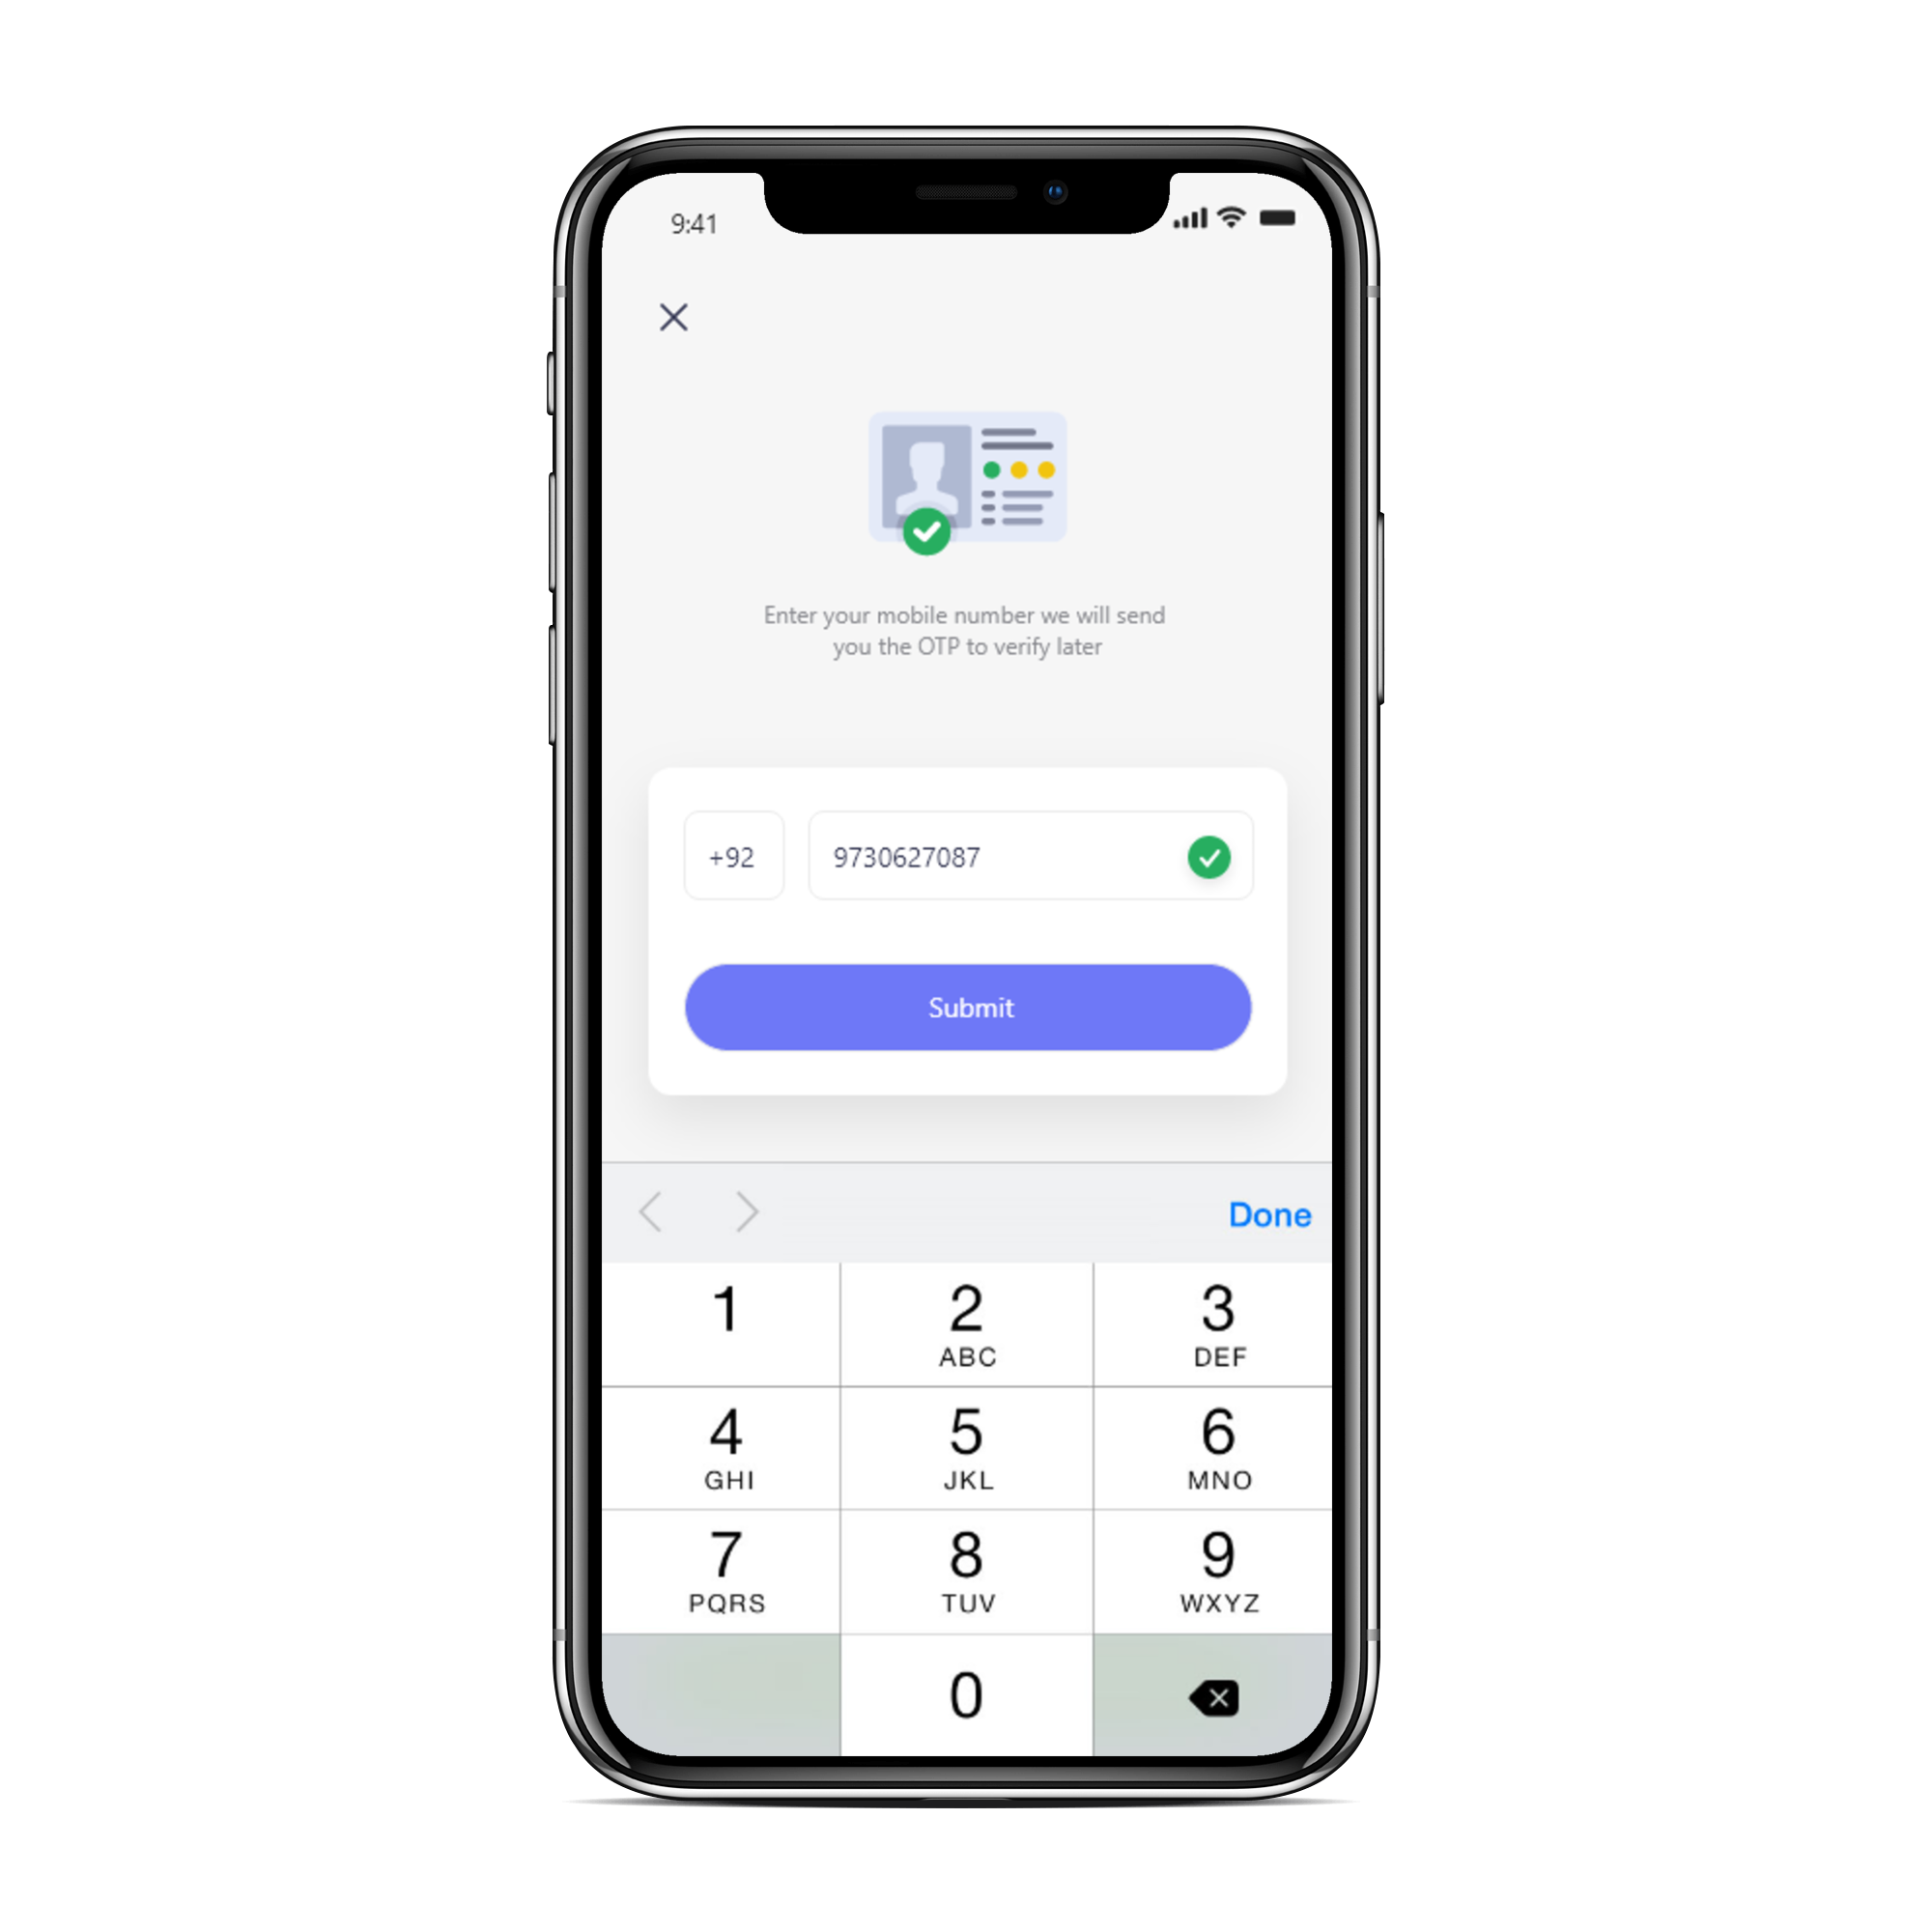 9:41
Enter your mobile number we will send
you the OTP to verify later
+92 9730627087
Submit
Done
1 2 3
ABC DEF
4 5 6
GHI JKL MNO
7 8 9
PQRS TUV WXYZ
0